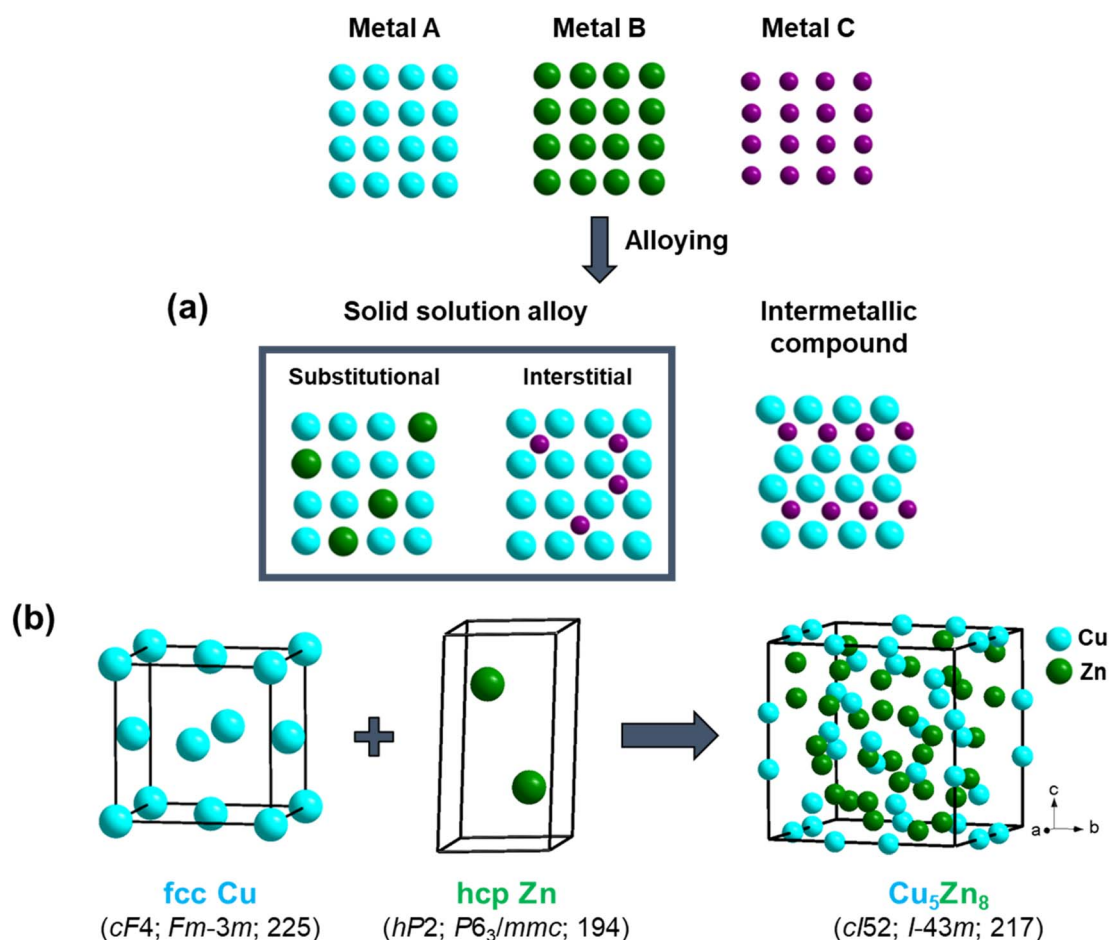 Metal A
Metal B
Metal C
Alloying
(a)
Solid solution alloy
Intermetallic
compound
Substitutional
Interstitial
(b)
Cu
Zn
c
a
b
fcc Cu
(cF4; Fm-3m; 225)
hcp Zn
(hP2; P6₃/mmc; 194)
Cu₅Zn₈
(cI52; I-43m; 217)